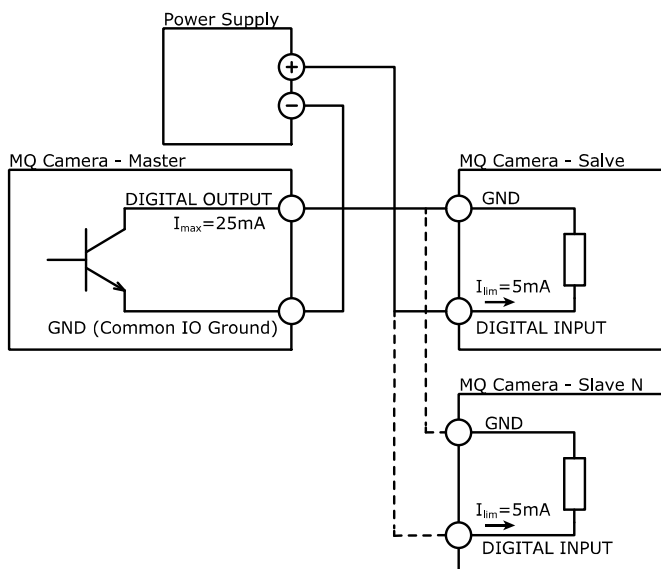 Power Supply
+
−
MQ Camera - Master
DIGITAL OUTPUT
Imax=25mA
GND (Common IO Ground)
MQ Camera - Salve
GND
Ilim=5mA
DIGITAL INPUT
MQ Camera - Slave N
GND
Ilim=5mA
DIGITAL INPUT